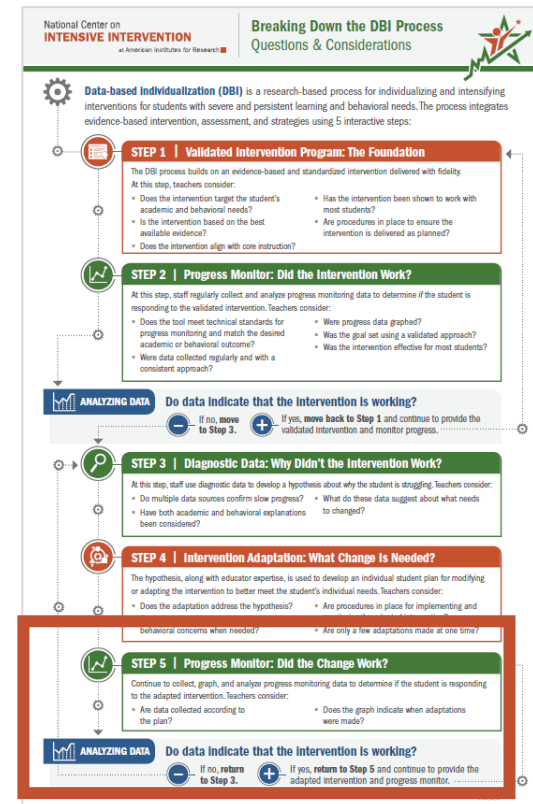 National Center on
INTENSIVE INTERVENTION
at American Institutes for Research
Breaking Down the DBI Process
Questions & Considerations
Data-based Individualization (DBI) is a research-based process for individualizing and intensifying
interventions for students with severe and persistent learning and behavioral needs. The process integrates
evidence-based intervention, assessment, and strategies using 5 interactive steps:
STEP 1 | Validated Intervention Program: The Foundation
The DBI process builds on an evidence-based and standardized intervention delivered with fidelity.
At this step, teachers consider:
Does the intervention target the student's
academic and behavioral needs?
Is the intervention based on the best
available evidence?
Does the intervention align with core instruction?
Has the intervention been shown to work with
most students?
Are procedures in place to ensure the
intervention is delivered as planned?
STEP 2 | Progress Monitor: Did the Intervention Work?
At this step, staff regularly collect and analyze progress monitoring data to determine if the student is
responding to the validated intervention. Teachers consider:
Does the tool meet technical standards for
progress monitoring and match the desired
academic or behavioral outcome?
Were data collected regularly and with a
consistent approach?
Were progress data graphed?
Was the goal set using a validated approach?
Was the intervention effective for most students?
ANALYZING DATA
Do data indicate that the intervention is working?
If no, move
to Step 3.
If yes, move back to Step 1 and continue to provide the
validated intervention and monitor progress.
STEP 3 | Diagnostic Data: Why Didn't the Intervention Work?
At this step, staff use diagnostic data to develop a hypothesis about why the student is struggling. Teachers consider:
Do multiple data sources confirm slow progress?
Have both academic and behavioral explanations
been considered?
What do these data suggest about what needs
to changed?
STEP 4 | Intervention Adaptation: What Change Is Needed?
The hypothesis, along with educator expertise, is used to develop an individual student plan for modifying
or adapting the intervention to better meet the student's individual needs. Teachers consider:
Does the adaptation address the hypothesis?
behavioral concerns when needed?
Are procedures in place for implementing and
Are only a few adaptations made at one time?
STEP 5 | Progress Monitor: Did the Change Work?
Continue to collect, graph, and analyze progress monitoring data to determine if the student is responding
to the adapted intervention. Teachers consider:
Are data collected according to
the plan?
Does the graph indicate when adaptations
were made?
ANALYZING DATA
Do data indicate that the intervention is working?
If no, return
to Step 3.
If yes, return to Step 5 and continue to provide the
adapted intervention and progress monitor.